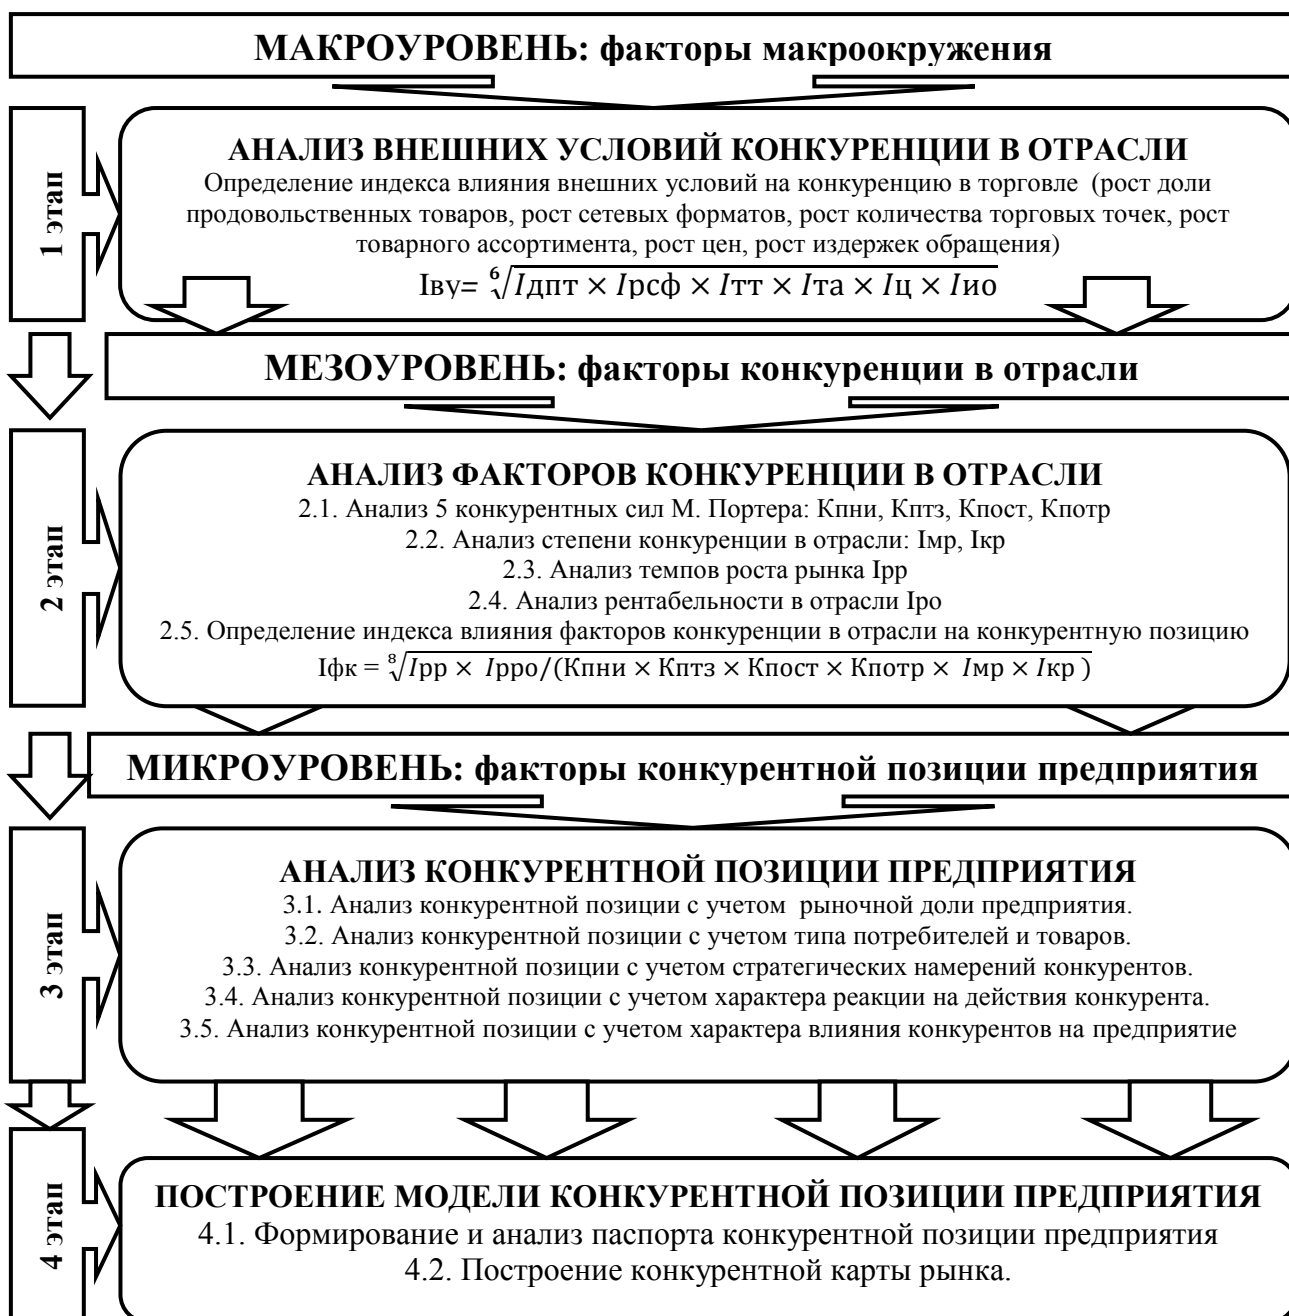 МАКРОУРОВЕНЬ: факторы макроокружения
1 этап
АНАЛИЗ ВНЕШНИХ УСЛОВИЙ КОНКУРЕНЦИИ В ОТРАСЛИ
Определение индекса влияния внешних условий на конкуренцию в торговле (рост доли
продовольственных товаров, рост сетевых форматов, рост количества торговых точек, рост
товарного ассортимента, рост цен, рост издержек обращения)
Iву= ⁶√Iдпт × Iрсф × Iтт × Iта × Iц × Iио
МЕЗОУРОВЕНЬ: факторы конкуренции в отрасли
2 этап
АНАЛИЗ ФАКТОРОВ КОНКУРЕНЦИИ В ОТРАСЛИ
2.1. Анализ 5 конкурентных сил М. Портера: Кпни, Кптз, Кпост, Кпотр
2.2. Анализ степени конкуренции в отрасли: Iмр, Iкр
2.3. Анализ темпов роста рынка Iрр
2.4. Анализ рентабельности в отрасли Iро
2.5. Определение индекса влияния факторов конкуренции в отрасли на конкурентную позицию
Iфк = ⁸√Iрр × Iрро/(Кпни × Кптз × Кпост × Кпотр × Iмр × Iкр )
МИКРОУРОВЕНЬ: факторы конкурентной позиции предприятия
3 этап
АНАЛИЗ КОНКУРЕНТНОЙ ПОЗИЦИИ ПРЕДПРИЯТИЯ
3.1. Анализ конкурентной позиции с учетом рыночной доли предприятия.
3.2. Анализ конкурентной позиции с учетом типа потребителей и товаров.
3.3. Анализ конкурентной позиции с учетом стратегических намерений конкурентов.
3.4. Анализ конкурентной позиции с учетом характера реакции на действия конкурента.
3.5. Анализ конкурентной позиции с учетом характера влияния конкурентов на предприятие
4 этап
ПОСТРОЕНИЕ МОДЕЛИ КОНКУРЕНТНОЙ ПОЗИЦИИ ПРЕДПРИЯТИЯ
4.1. Формирование и анализ паспорта конкурентной позиции предприятия
4.2. Построение конкурентной карты рынка.